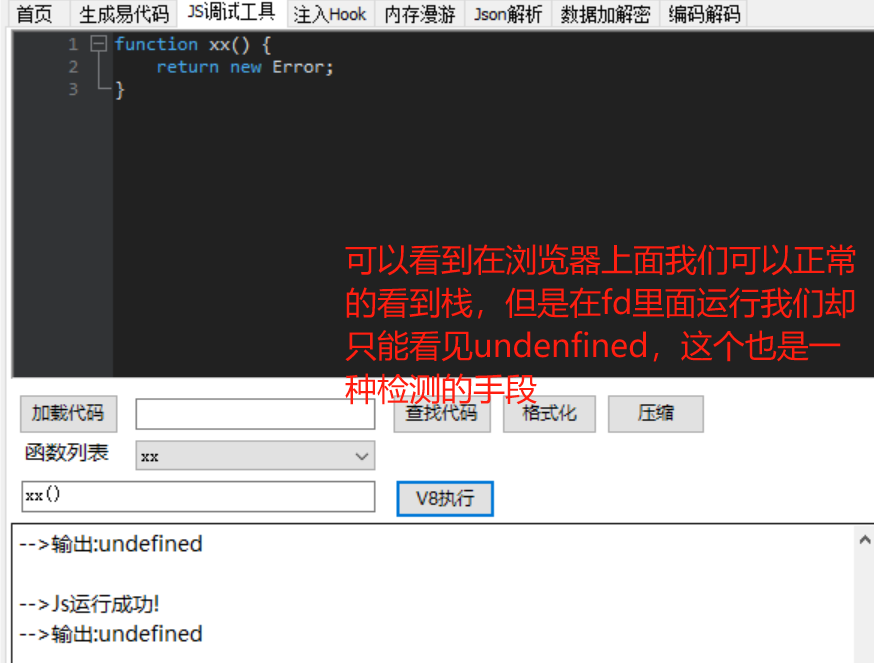 首页 生成易代码 JS调试工具 注入Hook 内存漫游 Json解析 数据加解密 编码解码
1 function xx() {
2 return new Error;
3 }
可以看到在浏览器上面我们可以正常
的看到栈，但是在fd里面运行我们却
只能看见undenfined，这个也是一
种检测的手段
加载代码 查找代码 格式化 压缩
函数列表 xx
xx() V8执行
-->输出:undefined
-->Js运行成功!
-->输出:undefined